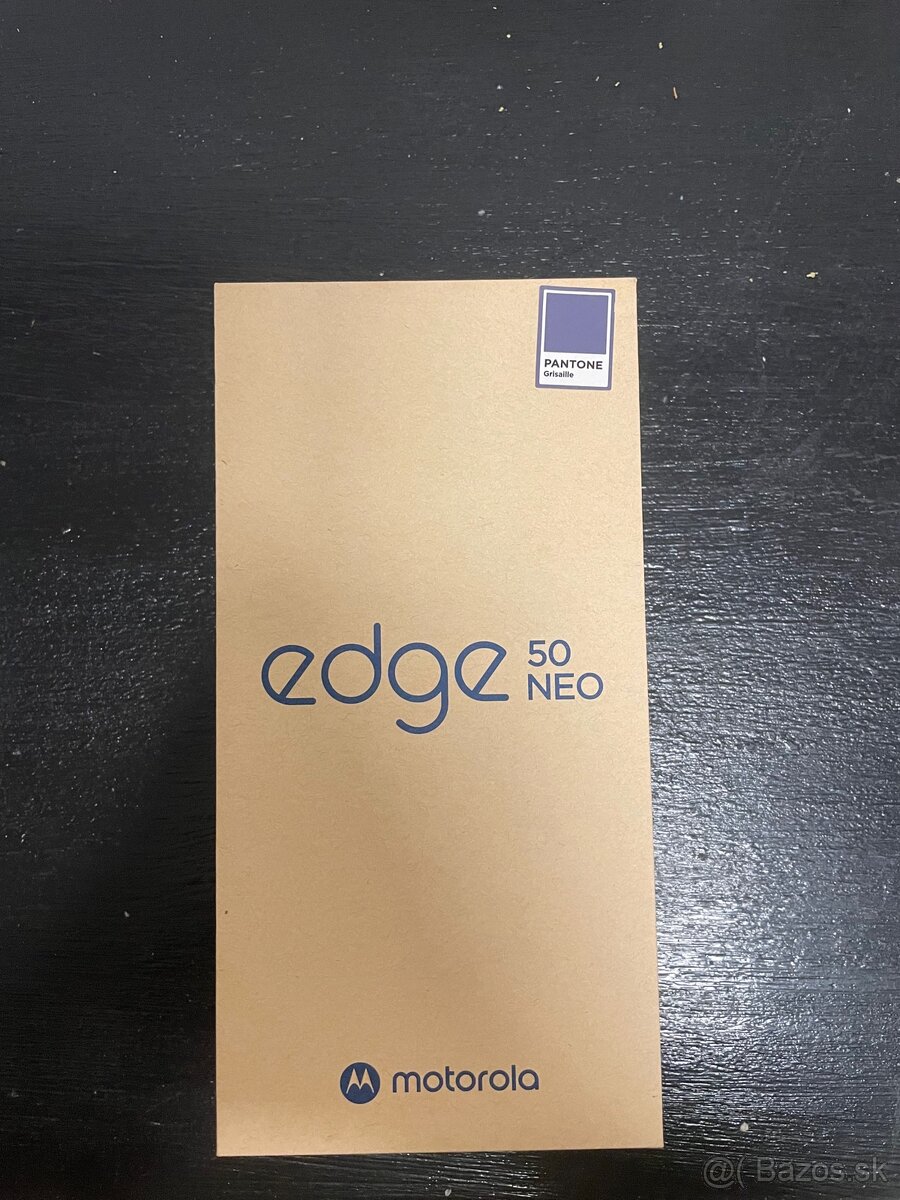 PANTONE
Grisaille
edge 50 NEO
motorola
@( Bazos.sk